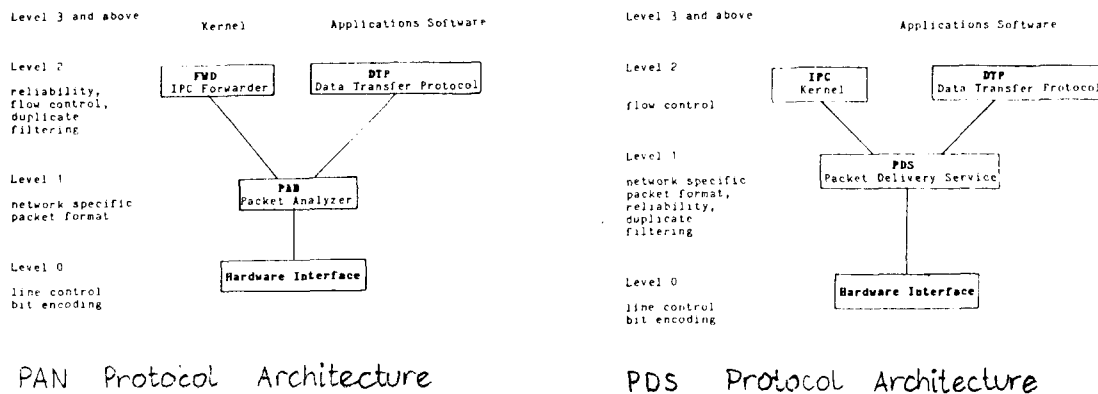 Level 3 and above
Kernel
Applications Software
Level 2
reliability,
flow control,
duplicate
filtering
FWD
IPC Forwarder
DTP
Data Transfer Protocol
Level 1
network specific
packet format
PAN
Packet Analyzer
Level 0
line control
bit encoding
Hardware Interface
PAN Protocol Architecture
Level 3 and above
Applications Software
Level 2
flow control
IPC
Kernel
DTP
Data Transfer Protocol
Level 1
network specific
packet format,
reliability,
duplicate
filtering
PDS
Packet Delivery Service
Level 0
line control
bit encoding
Hardware Interface
PDS Protocol Architecture